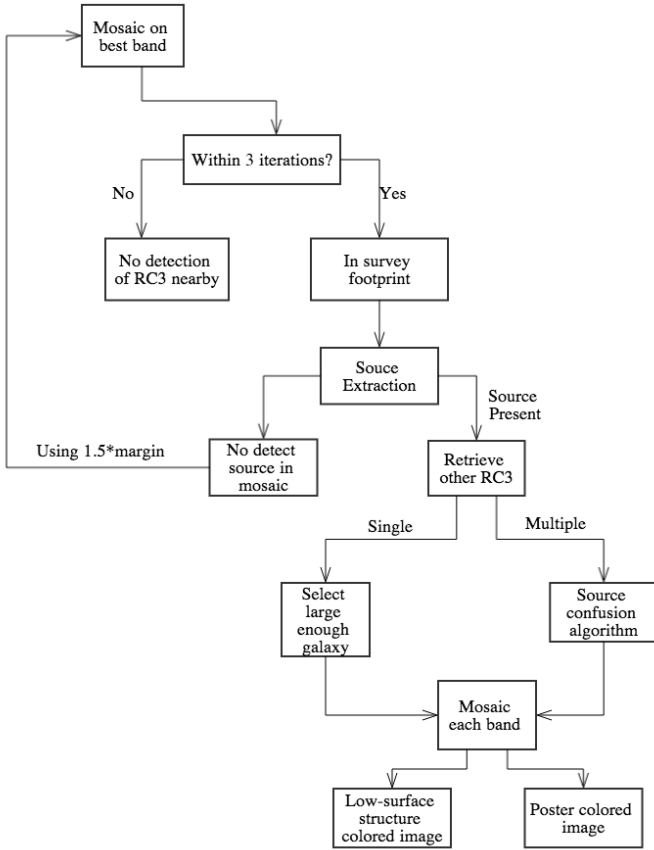 Mosaic on
best band
Within 3 iterations?
No
Yes
No detection
of RC3 nearby
In survey
footprint
Souce
Extraction
Source
Present
Using 1.5*margin
No detect
source in
mosaic
Retrieve
other RC3
Single
Multiple
Select
large
enough
galaxy
Source
confusion
algorithm
Mosaic
each band
Low-surface
structure
colored image
Poster colored
image